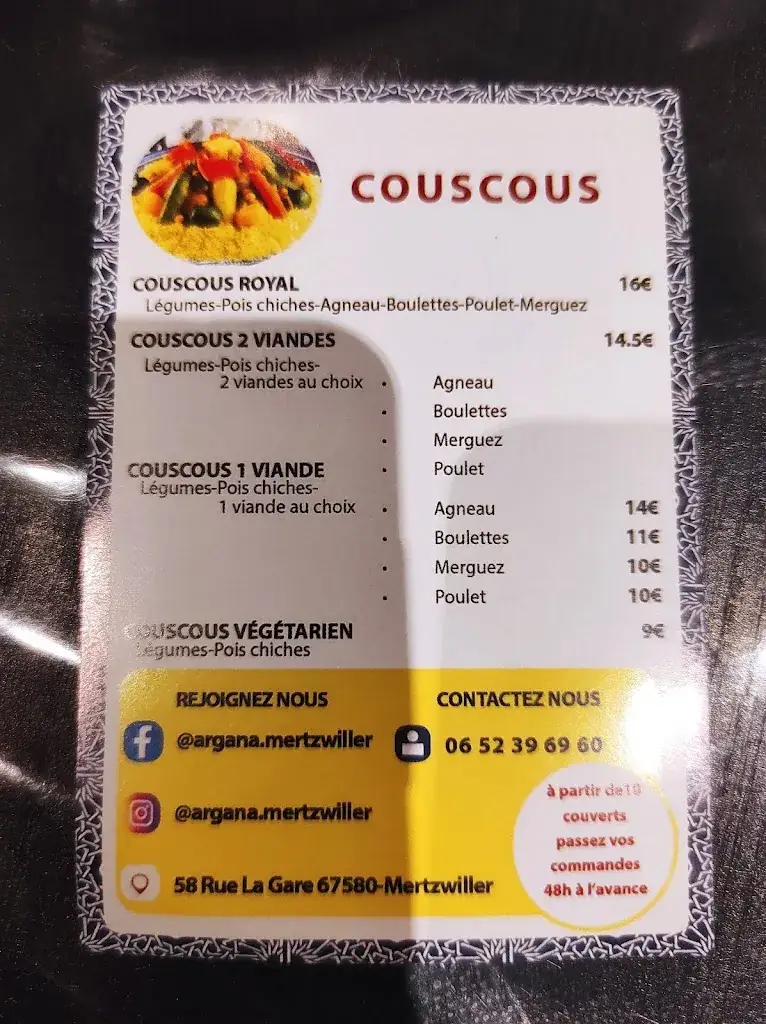 COUSCOUS
COUSCOUS ROYAL 16€
Légumes-Pois chiches-Agneau-Boulettes-Poulet-Merguez
COUSCOUS 2 VIANDES 14.5€
Légumes-Pois chiches-
2 viandes au choix • Agneau
• Boulettes
• Merguez
• Poulet
COUSCOUS 1 VIANDE
Légumes-Pois chiches-
1 viande au choix • Agneau 14€
• Boulettes 11€
• Merguez 10€
• Poulet 10€
COUSCOUS VÉGÉTARIEN 9€
Légumes-Pois chiches
REJOIGNEZ NOUS
@argana.mertzwiller
@argana.mertzwiller
58 Rue La Gare 67580-Mertzwiller
CONTACTEZ NOUS
06 52 39 69 60
à partir de10
couverts
passez vos
commandes
48h à l'avance